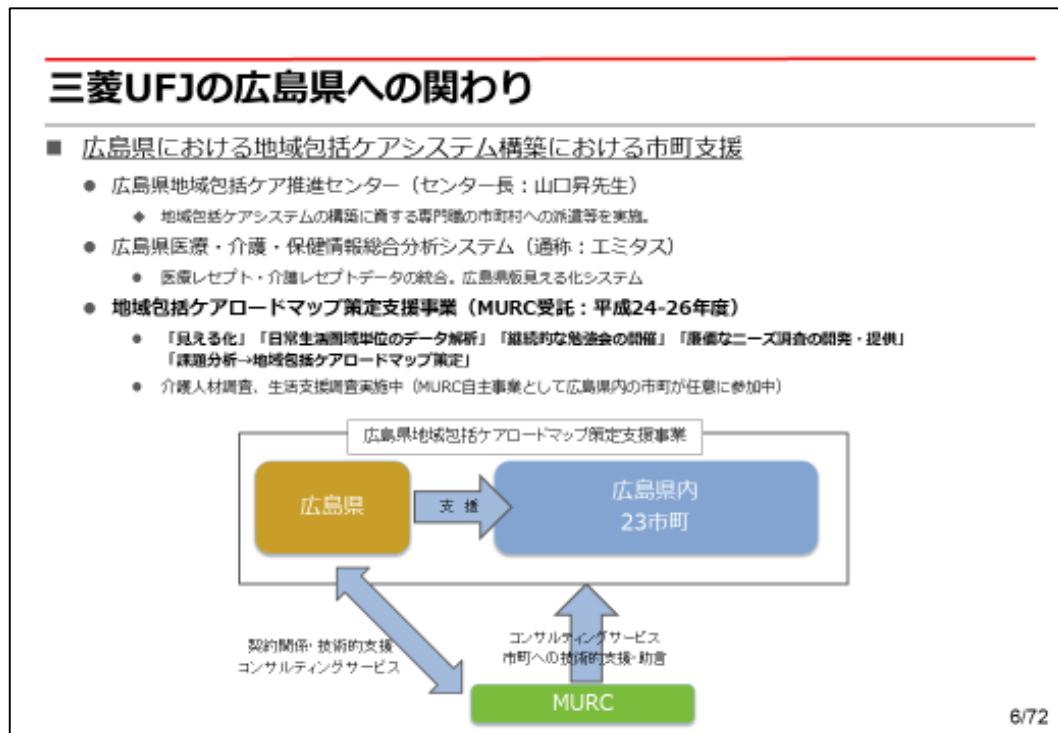 三菱UFJの広島県への関わり
■ 広島県における地域包括ケアシステム構築における市町支援
● 広島県地域包括ケア推進センター（センター長：山口昇先生）
◆ 地域包括ケアシステムの構築に資する専門職の市町村への派遣等を実施。
● 広島県医療・介護・保健情報総合分析システム（通称：エミタス）
● 医療レセプト・介護レセプトデータの統合。広島県版見える化システム
● 地域包括ケアロードマップ策定支援事業（MURC受託：平成24-26年度）
● 「見える化」「日常生活圏域単位のデータ解析」「継続的な勉強会の開催」「廉価なニーズ調査の開発・提供」
「課題分析→地域包括ケアロードマップ策定」
● 介護人材調査、生活支援調査実施中（MURC自主事業として広島県内の市町が任意に参加中）
広島県地域包括ケアロードマップ策定支援事業
広島県
支 援
広島県内
23市町
契約関係・技術的支援
コンサルティングサービス
コンサルティングサービス
市町への技術的支援・助言
MURC
6/72